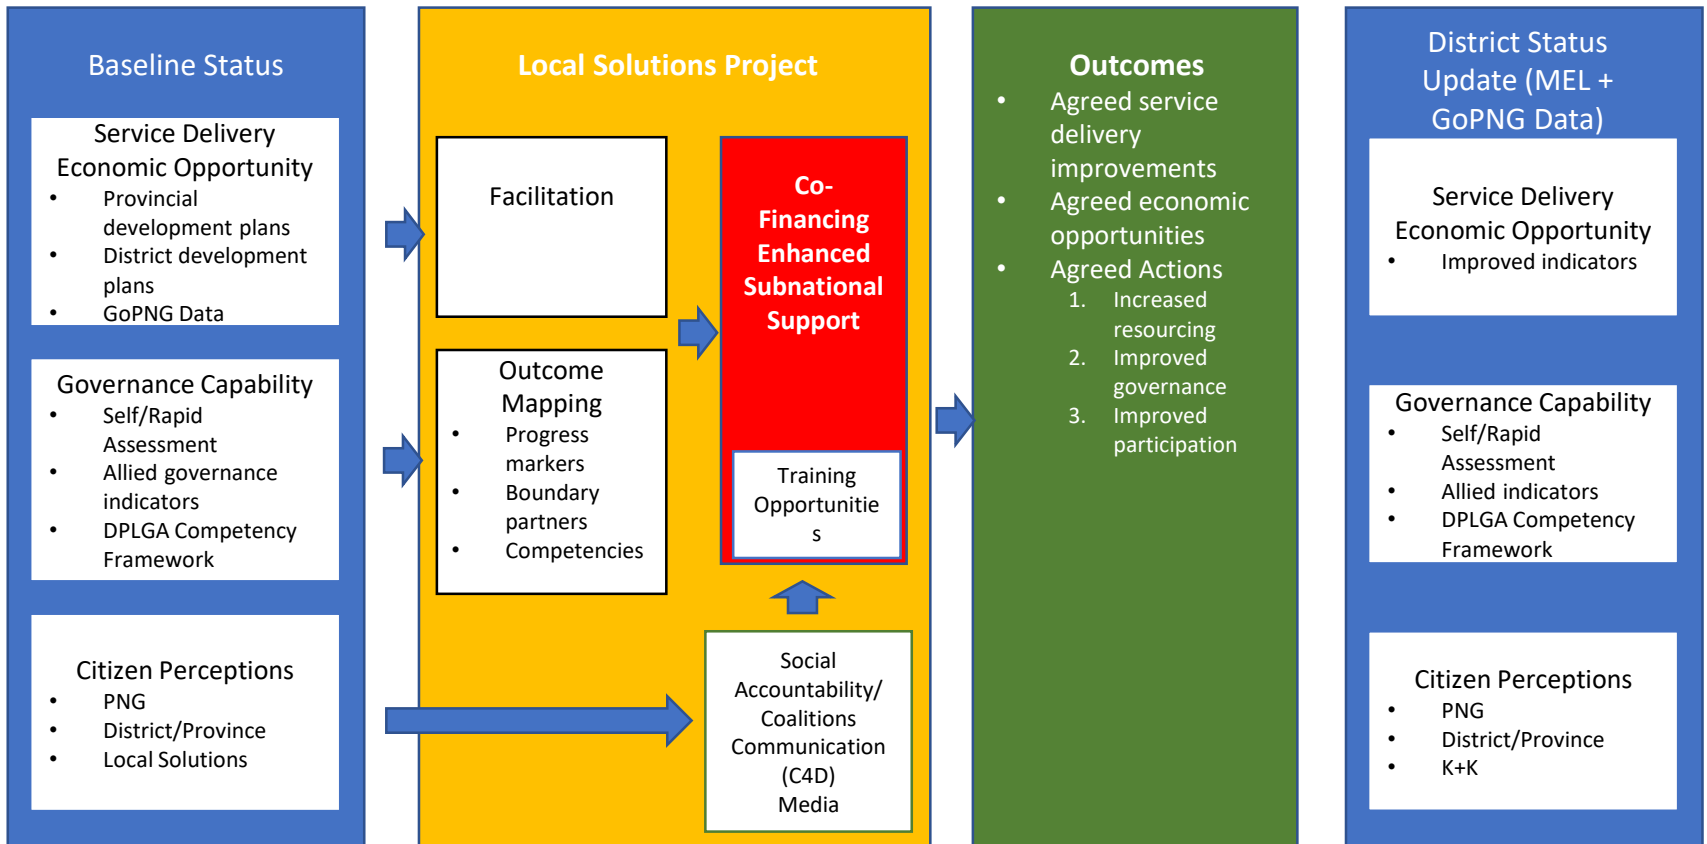 Baseline Status
Service Delivery
Economic Opportunity
• Provincial
development plans
• District development
plans
• GoPNG Data
Governance Capability
• Self/Rapid
Assessment
• Allied governance
indicators
• DPLGA Competency
Framework
Citizen Perceptions
• PNG
• District/Province
• Local Solutions
Local Solutions Project
Facilitation
Outcome
Mapping
• Progress
markers
• Boundary
partners
• Competencies
Co-
Financing
Enhanced
Subnational
Support
Training
Opportunitie
s
Social
Accountability/
Coalitions
Communication
(C4D)
Media
Outcomes
• Agreed service
delivery
improvements
• Agreed economic
opportunities
• Agreed Actions
1. Increased
resourcing
2. Improved
governance
3. Improved
participation
District Status
Update (MEL +
GoPNG Data)
Service Delivery
Economic Opportunity
• Improved indicators
Governance Capability
• Self/Rapid
Assessment
• Allied indicators
• DPLGA Competency
Framework
Citizen Perceptions
• PNG
• District/Province
• K+K